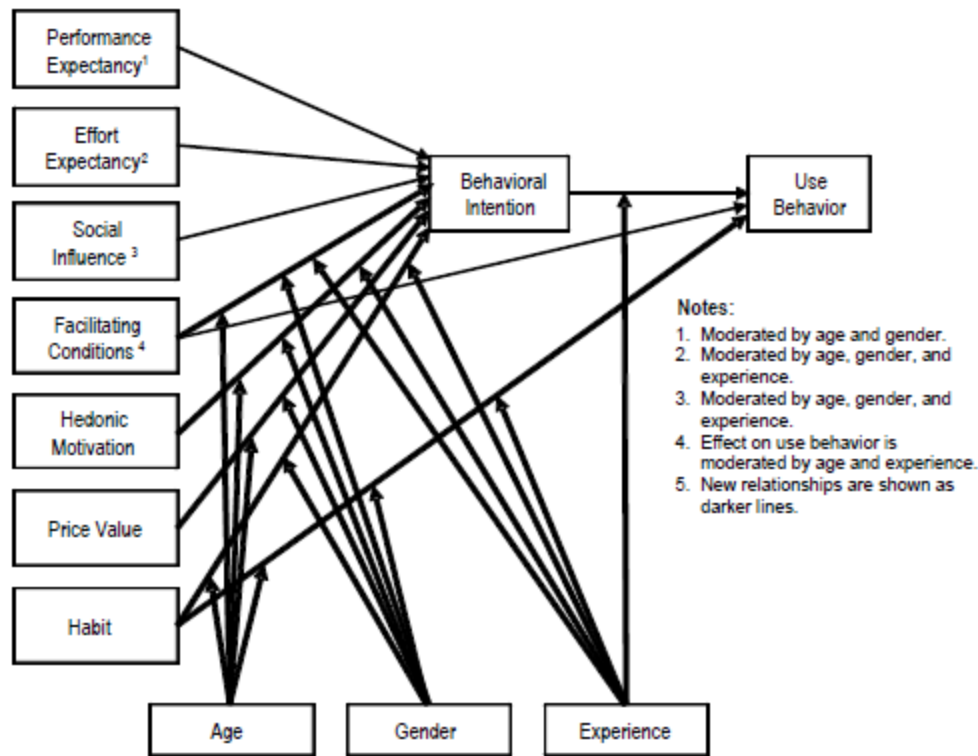 Performance
Expectancy¹
Effort
Expectancy²
Social
Influence ³
Facilitating
Conditions ⁴
Hedonic
Motivation
Price Value
Habit
Behavioral
Intention
Use
Behavior
Notes:
1. Moderated by age and gender.
2. Moderated by age, gender, and
experience.
3. Moderated by age, gender, and
experience.
4. Effect on use behavior is
moderated by age and experience.
5. New relationships are shown as
darker lines.
Age
Gender
Experience